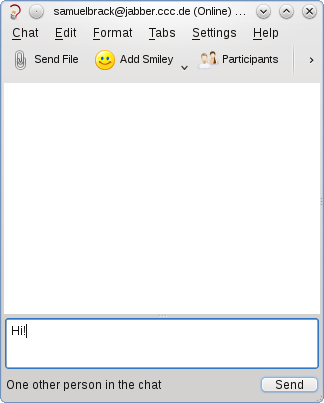 samuelbrack@jabber.ccc.de (Online) ...
Chat Edit Format Tabs Settings Help
Send File Add Smiley Participants
Hi!
One other person in the chat Send